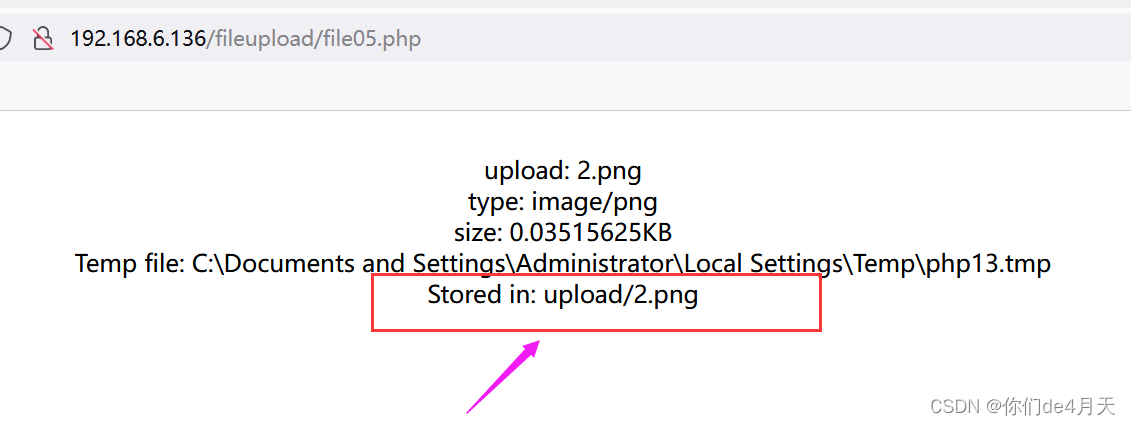 192.168.6.136/fileupload/file05.php
upload: 2.png
type: image/png
size: 0.03515625KB
Temp file: C:\Documents and Settings\Administrator\Local Settings\Temp\php13.tmp
Stored in: upload/2.png
CSDN @你们de4月天